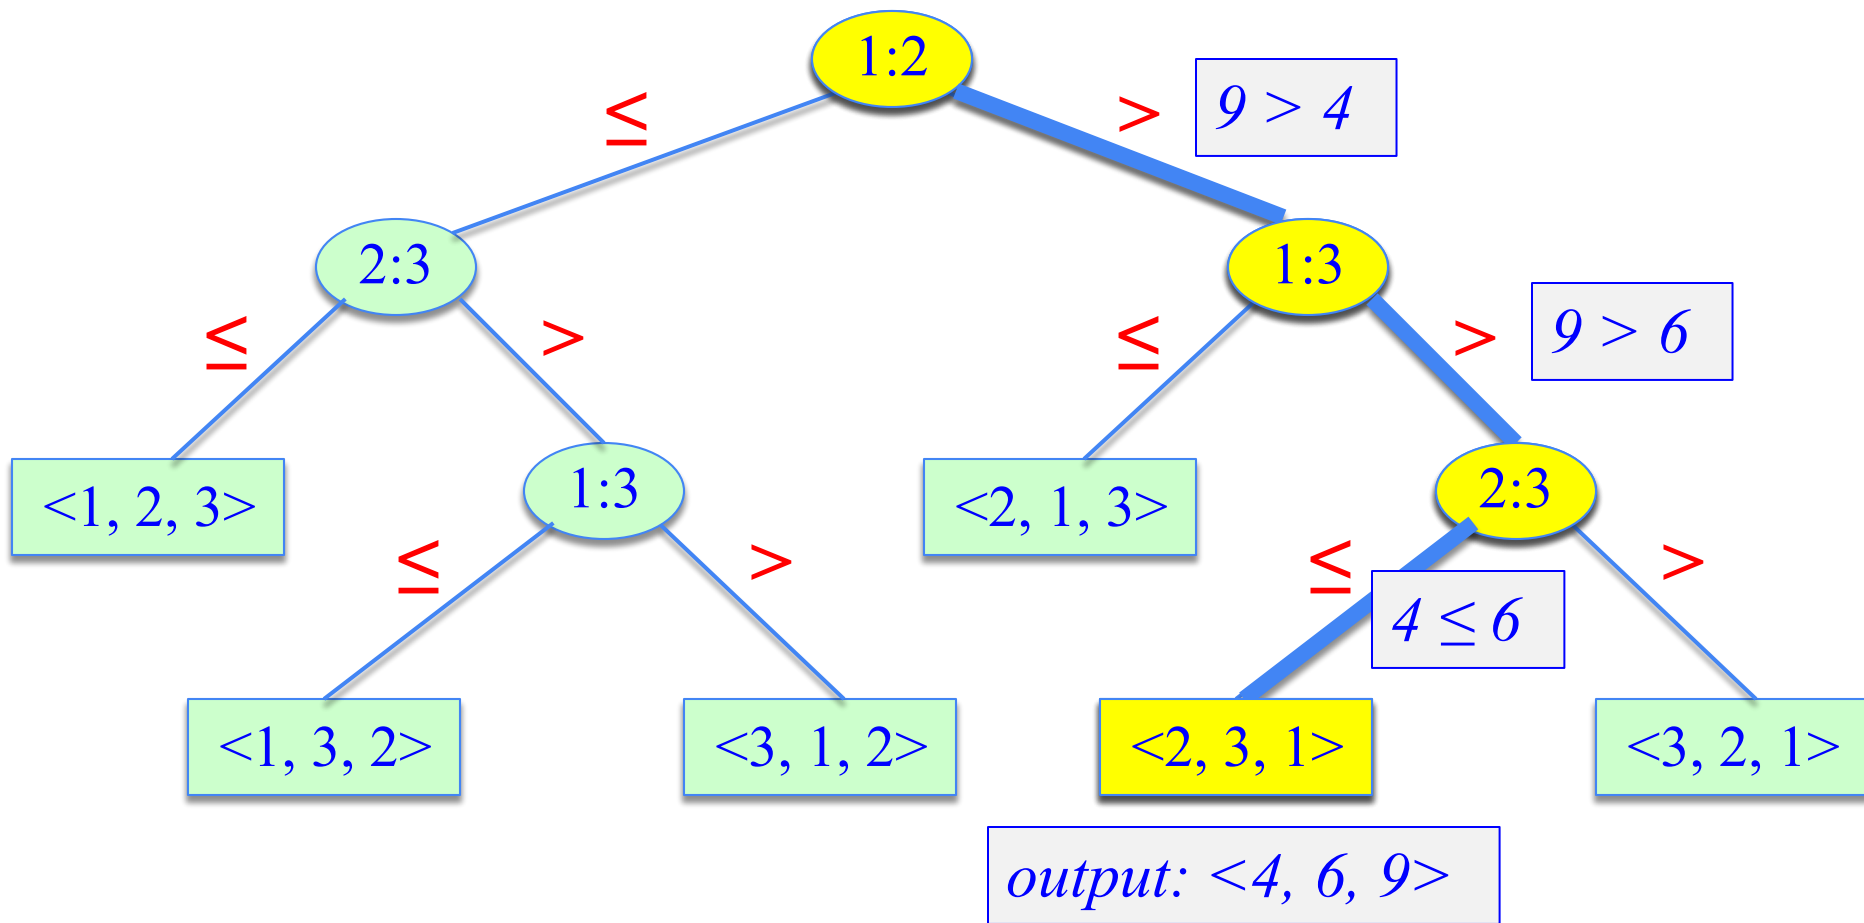 1:2
≤
>
9 > 4
2:3
1:3
≤
>
≤
>
9 > 6
<1, 2, 3>
1:3
<2, 1, 3>
2:3
≤
>
≤
4 ≤ 6
>
<1, 3, 2>
<3, 1, 2>
<2, 3, 1>
<3, 2, 1>
output: <4, 6, 9>